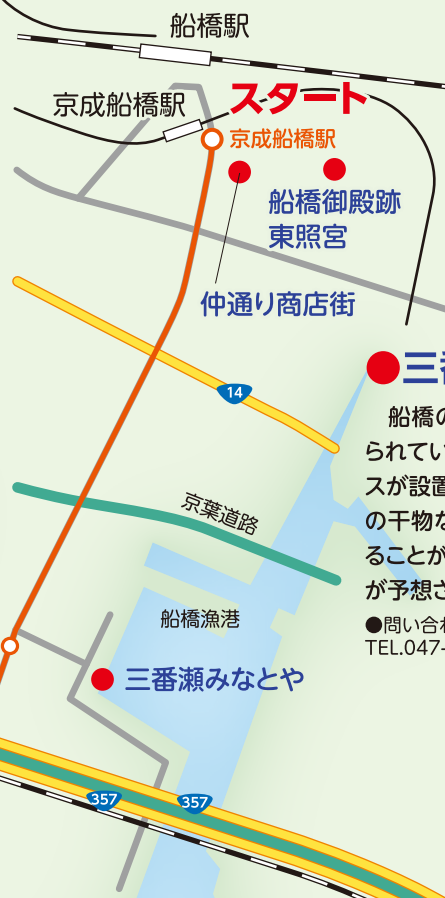 船橋駅
スタート
京成船橋駅
京成船橋駅
船橋御殿跡
東照宮
仲通り商店街
三番
14
船橋の
られてい
スが設置
の干物な
ることが
が予想さ
●問い合わ
TEL.047-
京葉道路
船橋漁港
三番瀬みなとや
357
357